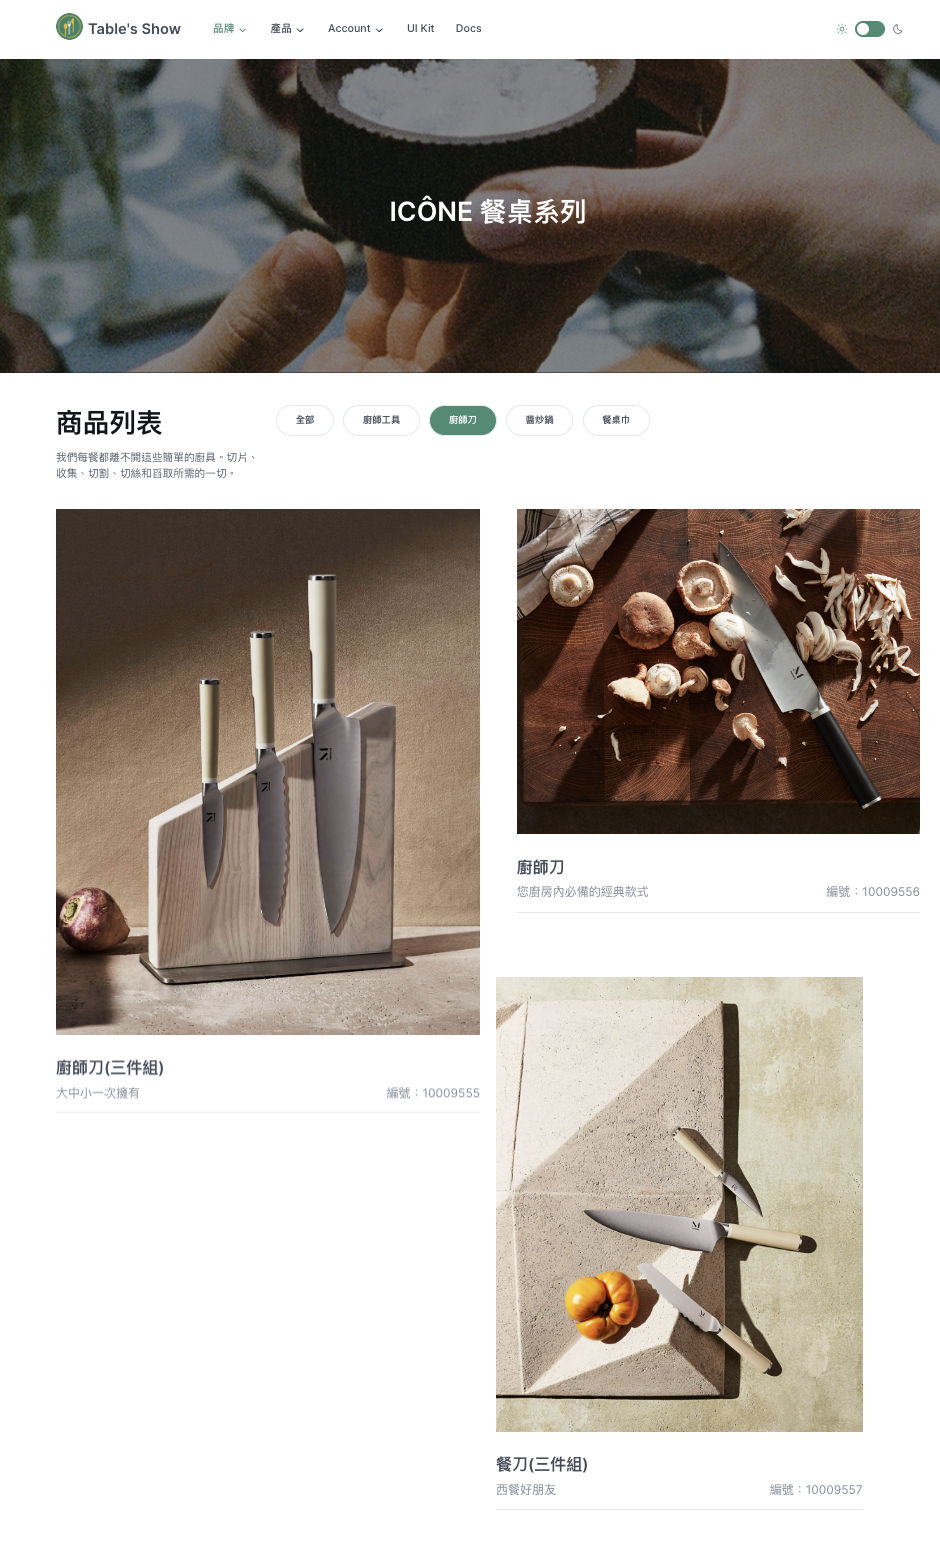 Table's Show
品牌
產品
Account
UI Kit
Docs
ICÔNE 餐桌系列
商品列表
全部
廚師工具
廚師刀
醬炒鍋
餐桌巾
我們每餐都離不開這些簡單的廚具。切片、
收集、切割、切絲和舀取所需的一切。
廚師刀(三件組)
大中小一次擁有
編號：10009555
廚師刀
您廚房內必備的經典款式
編號：10009556
餐刀(三件組)
西餐好朋友
編號：10009557